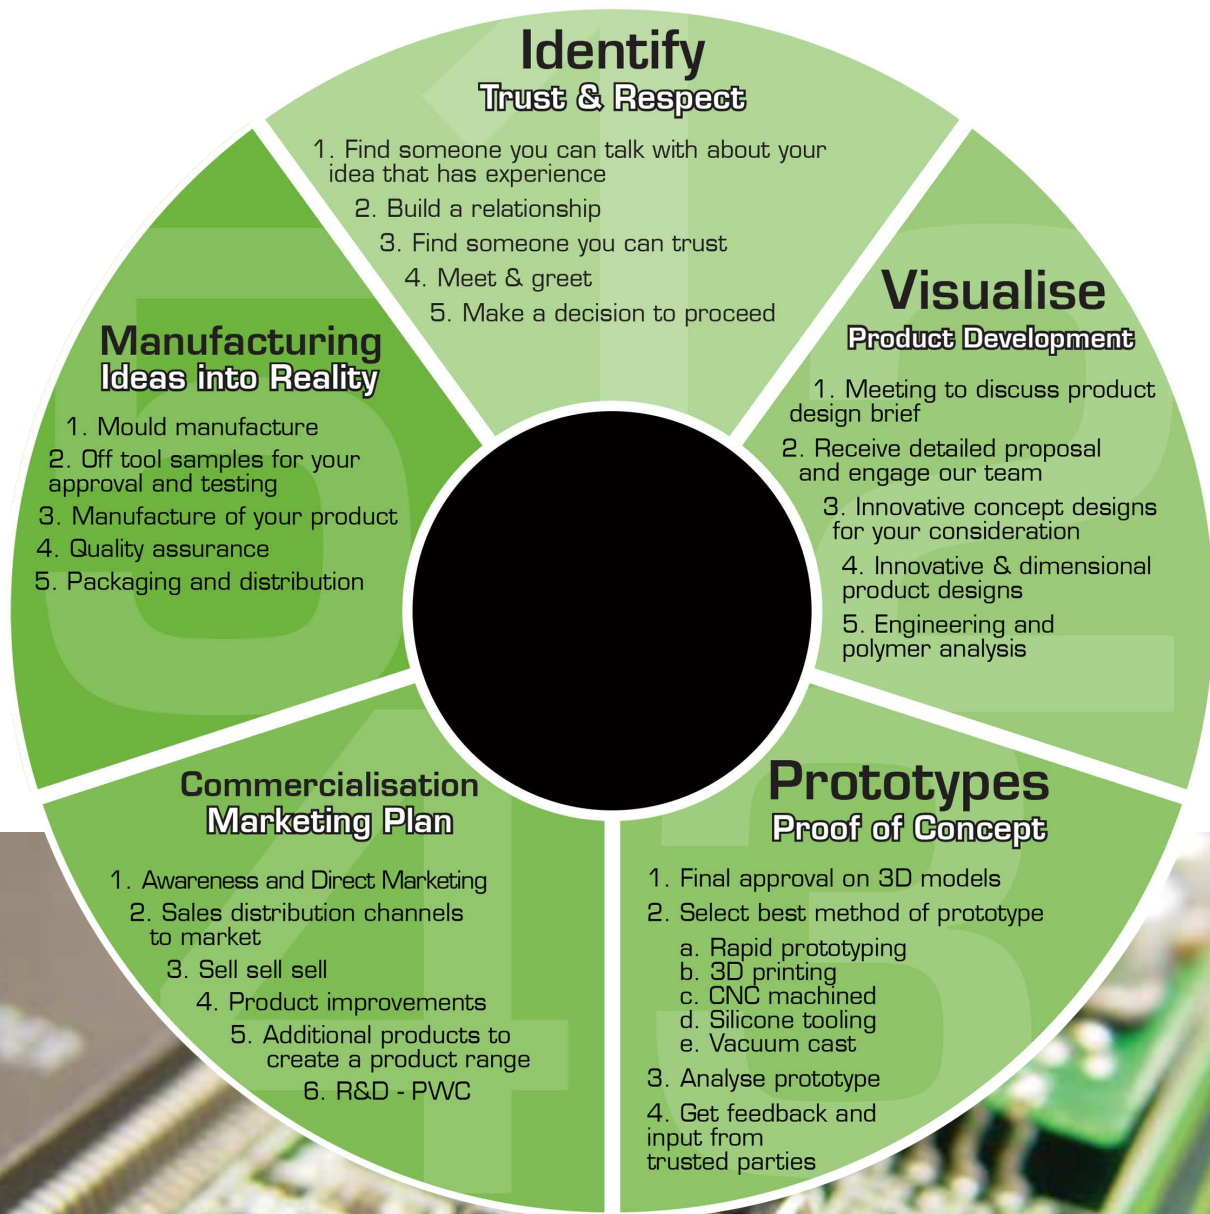 1
Identify
Trust & Respect
1. Find someone you can talk with about your
idea that has experience
2. Build a relationship
3. Find someone you can trust
4. Meet & greet
5. Make a decision to proceed
2
Visualise
Product Development
1. Meeting to discuss product
design brief
2. Receive detailed proposal
and engage our team
3. Innovative concept designs
for your consideration
4. Innovative & dimensional
product designs
5. Engineering and
polymer analysis
3
Prototypes
Proof of Concept
1. Final approval on 3D models
2. Select best method of prototype
a. Rapid prototyping
b. 3D printing
c. CNC machined
d. Silicone tooling
e. Vacuum cast
3. Analyse prototype
4. Get feedback and
input from
trusted parties
4
Commercialisation
Marketing Plan
1. Awareness and Direct Marketing
2. Sales distribution channels
to market
3. Sell sell sell
4. Product improvements
5. Additional products to
create a product range
6. R&D - PWC
5
Manufacturing
Ideas into Reality
1. Mould manufacture
2. Off tool samples for your
approval and testing
3. Manufacture of your product
4. Quality assurance
5. Packaging and distribution